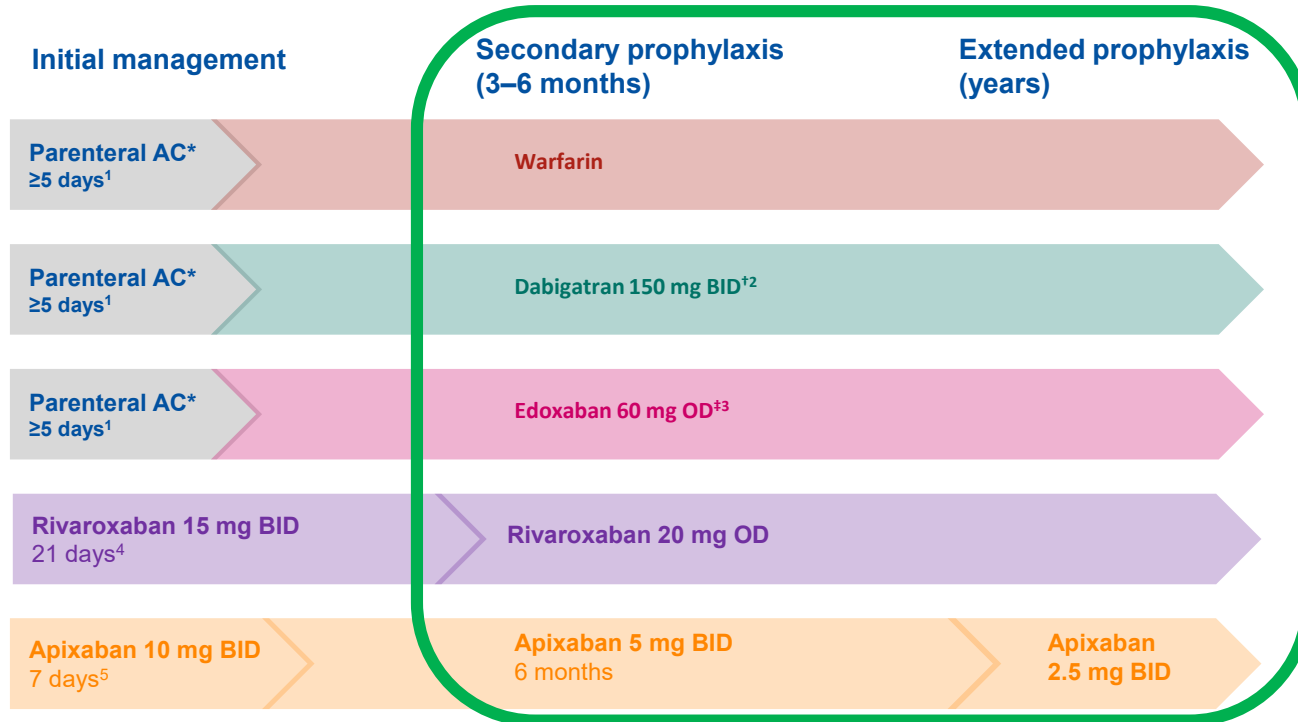 Initial management
Secondary prophylaxis
(3–6 months)
Extended prophylaxis
(years)
Parenteral AC*
≥5 days¹
Warfarin
Parenteral AC*
≥5 days¹
Dabigatran 150 mg BID†²
Parenteral AC*
≥5 days¹
Edoxaban 60 mg OD‡³
Rivaroxaban 15 mg BID
21 days⁴
Rivaroxaban 20 mg OD
Apixaban 10 mg BID
7 days⁵
Apixaban 5 mg BID
6 months
Apixaban
2.5 mg BID